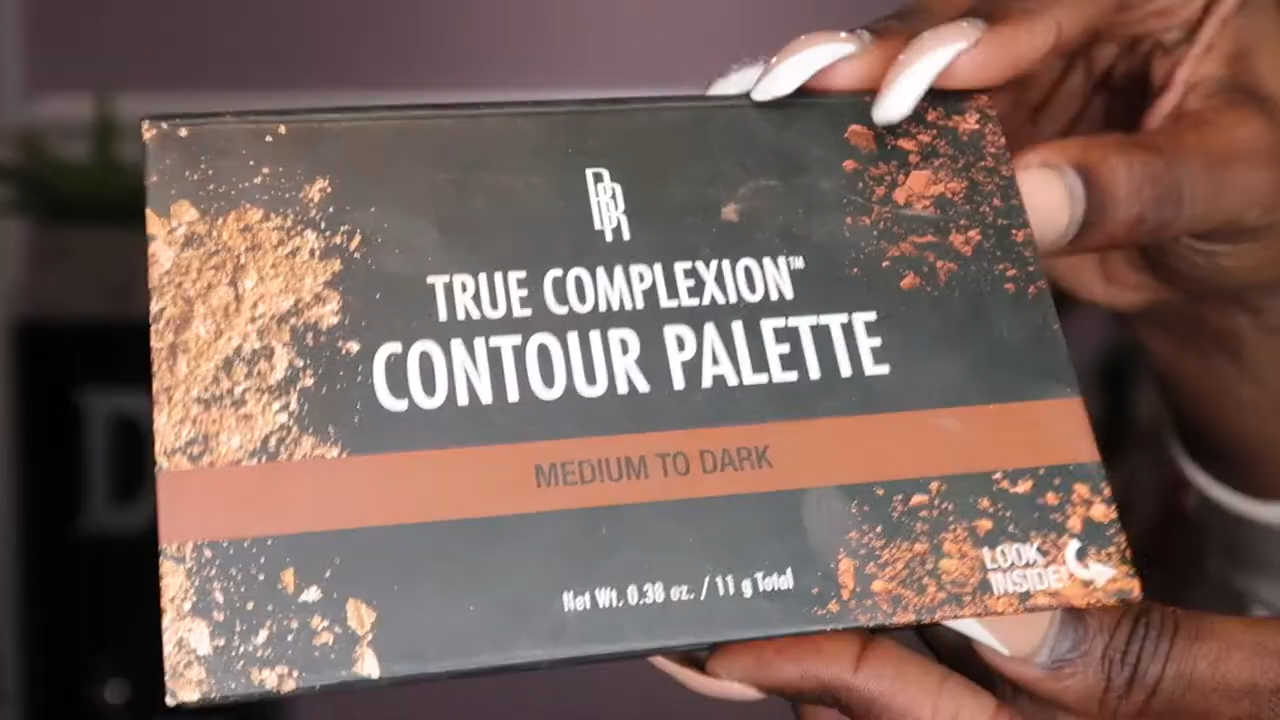 BR
TRUE COMPLEXION™
CONTOUR PALETTE
MEDIUM TO DARK
Net Wt. 0.38 oz. / 11 g Total
LOOK
INSIDE
D